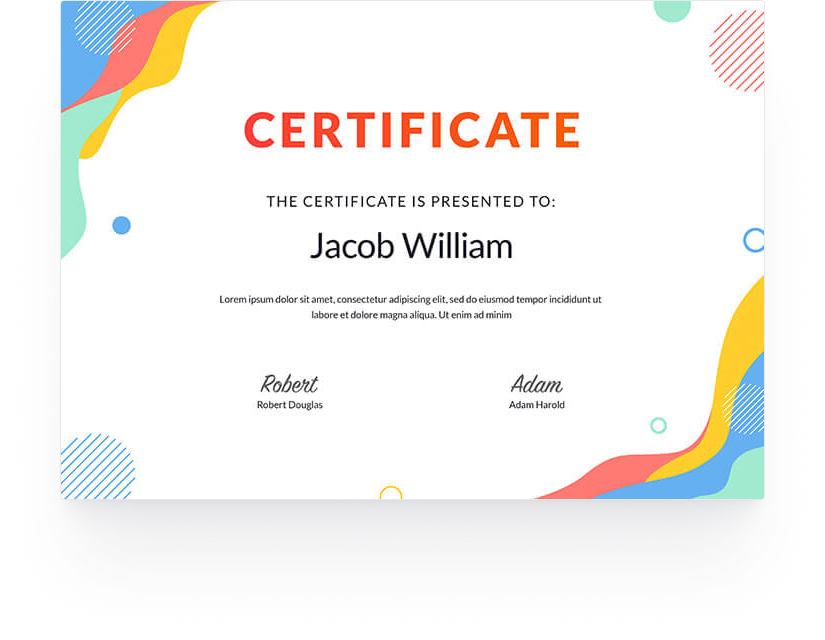 CERTIFICATE
THE CERTIFICATE IS PRESENTED TO:
Jacob William
Lorem ipsum dolor sit amet, consectetur adipiscing elit, sed do eiusmod tempor incididunt ut
labore et dolore magna aliqua. Ut enim ad minim
Robert
Adam
Robert Douglas
Adam Harold